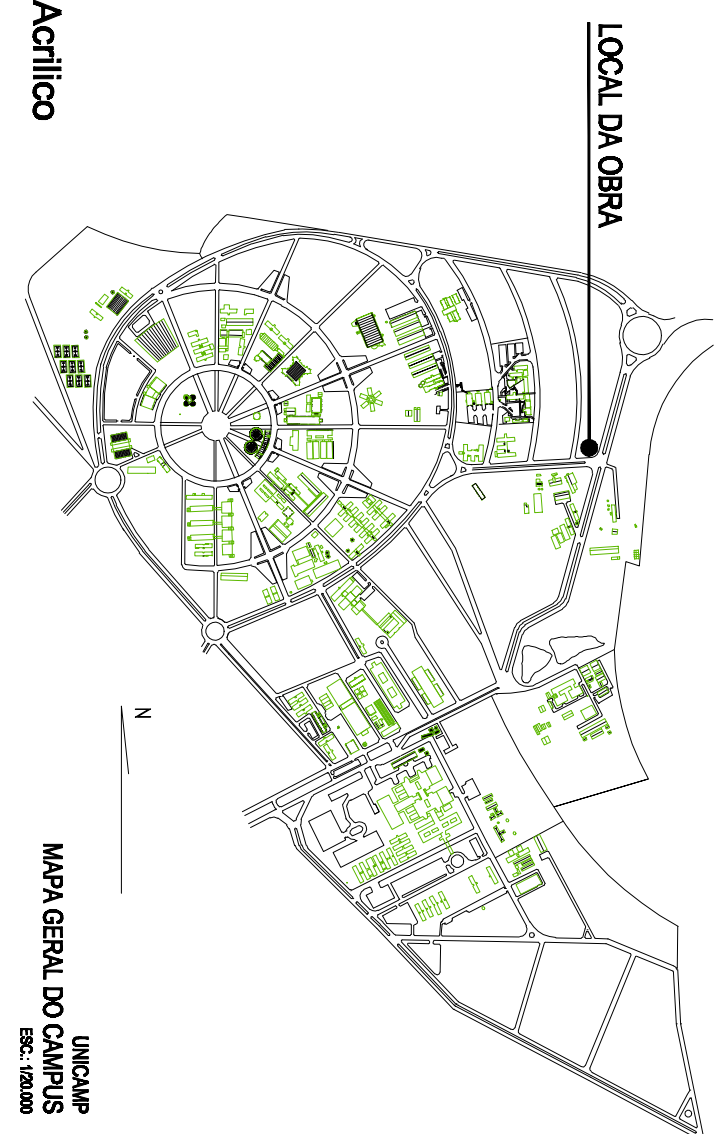 LOCAL DA OBRA
Acrilico
N
UNICAMP
MAPA GERAL DO CAMPUS
ESC.: 1/20.000